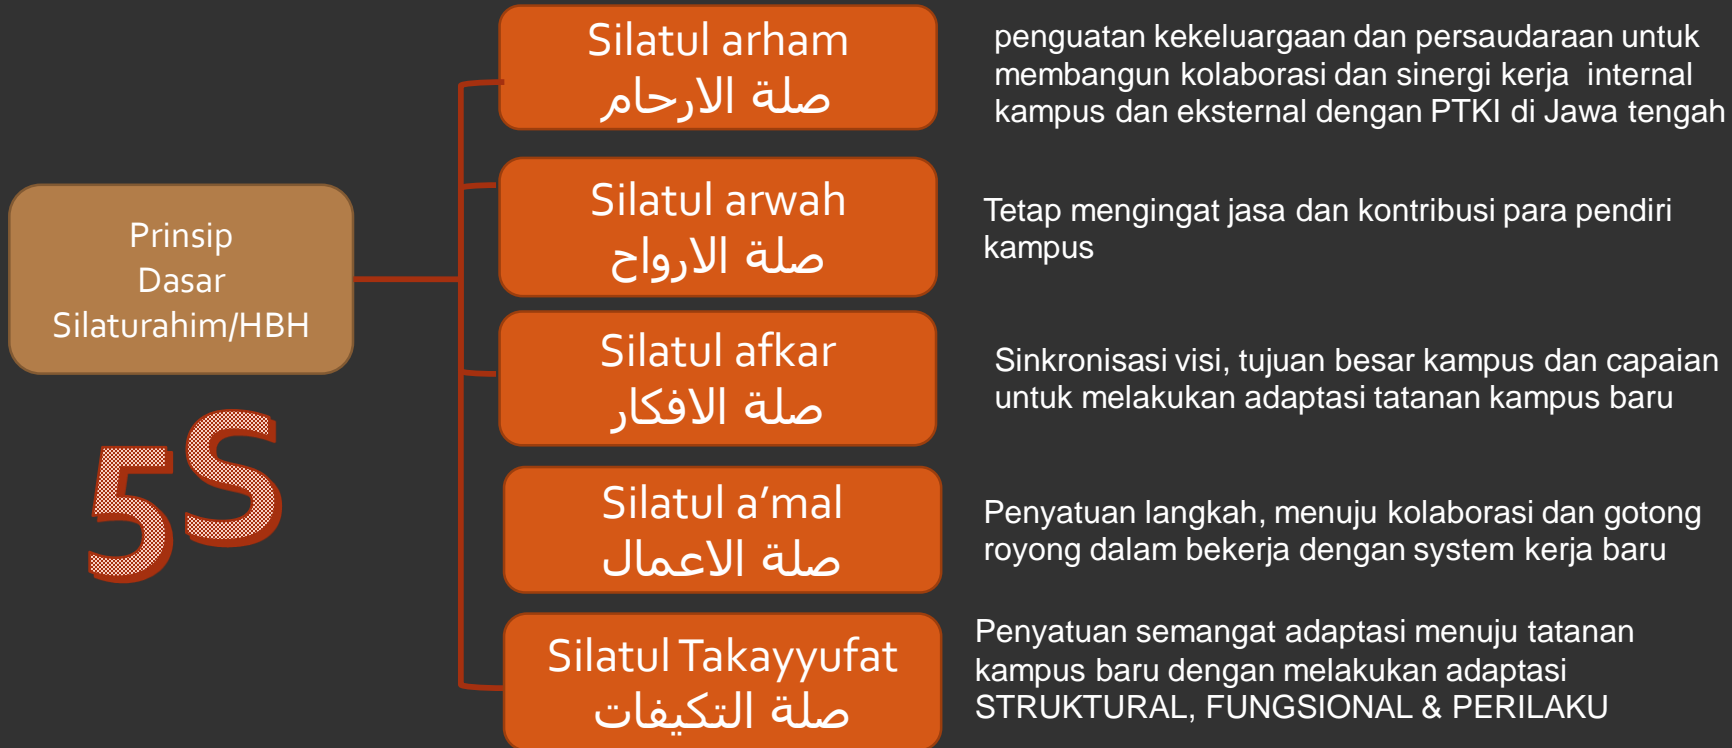 Prinsip
Dasar
Silaturahim/HBH
5S
Silatul arham
صلة الارحام
penguatan kekeluargaan dan persaudaraan untuk
membangun kolaborasi dan sinergi kerja internal
kampus dan eksternal dengan PTKI di Jawa tengah
Silatul arwah
صلة الارواح
Tetap mengingat jasa dan kontribusi para pendiri
kampus
Silatul afkar
صلة الافكار
Sinkronisasi visi, tujuan besar kampus dan capaian
untuk melakukan adaptasi tatanan kampus baru
Silatul a’mal
صلة الاعمال
Penyatuan langkah, menuju kolaborasi dan gotong
royong dalam bekerja dengan system kerja baru
Silatul Takayyufat
صلة التكيفات
Penyatuan semangat adaptasi menuju tatanan
kampus baru dengan melakukan adaptasi
STRUKTURAL, FUNGSIONAL & PERILAKU